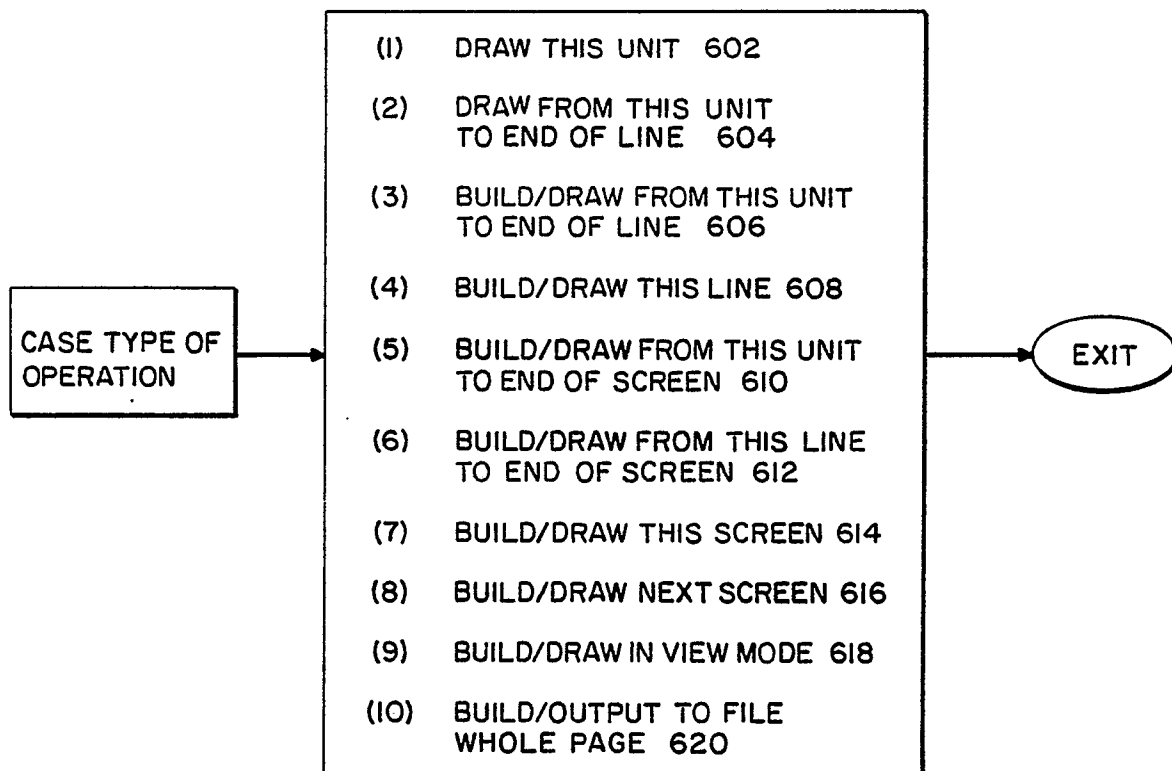 CASE TYPE OF
OPERATION
(1) DRAW THIS UNIT 602
(2) DRAW FROM THIS UNIT
TO END OF LINE 604
(3) BUILD/DRAW FROM THIS UNIT
TO END OF LINE 606
(4) BUILD/DRAW THIS LINE 608
(5) BUILD/DRAW FROM THIS UNIT
TO END OF SCREEN 610
(6) BUILD/DRAW FROM THIS LINE
TO END OF SCREEN 612
(7) BUILD/DRAW THIS SCREEN 614
(8) BUILD/DRAW NEXT SCREEN 616
(9) BUILD/DRAW IN VIEW MODE 618
(10) BUILD/OUTPUT TO FILE
WHOLE PAGE 620
EXIT